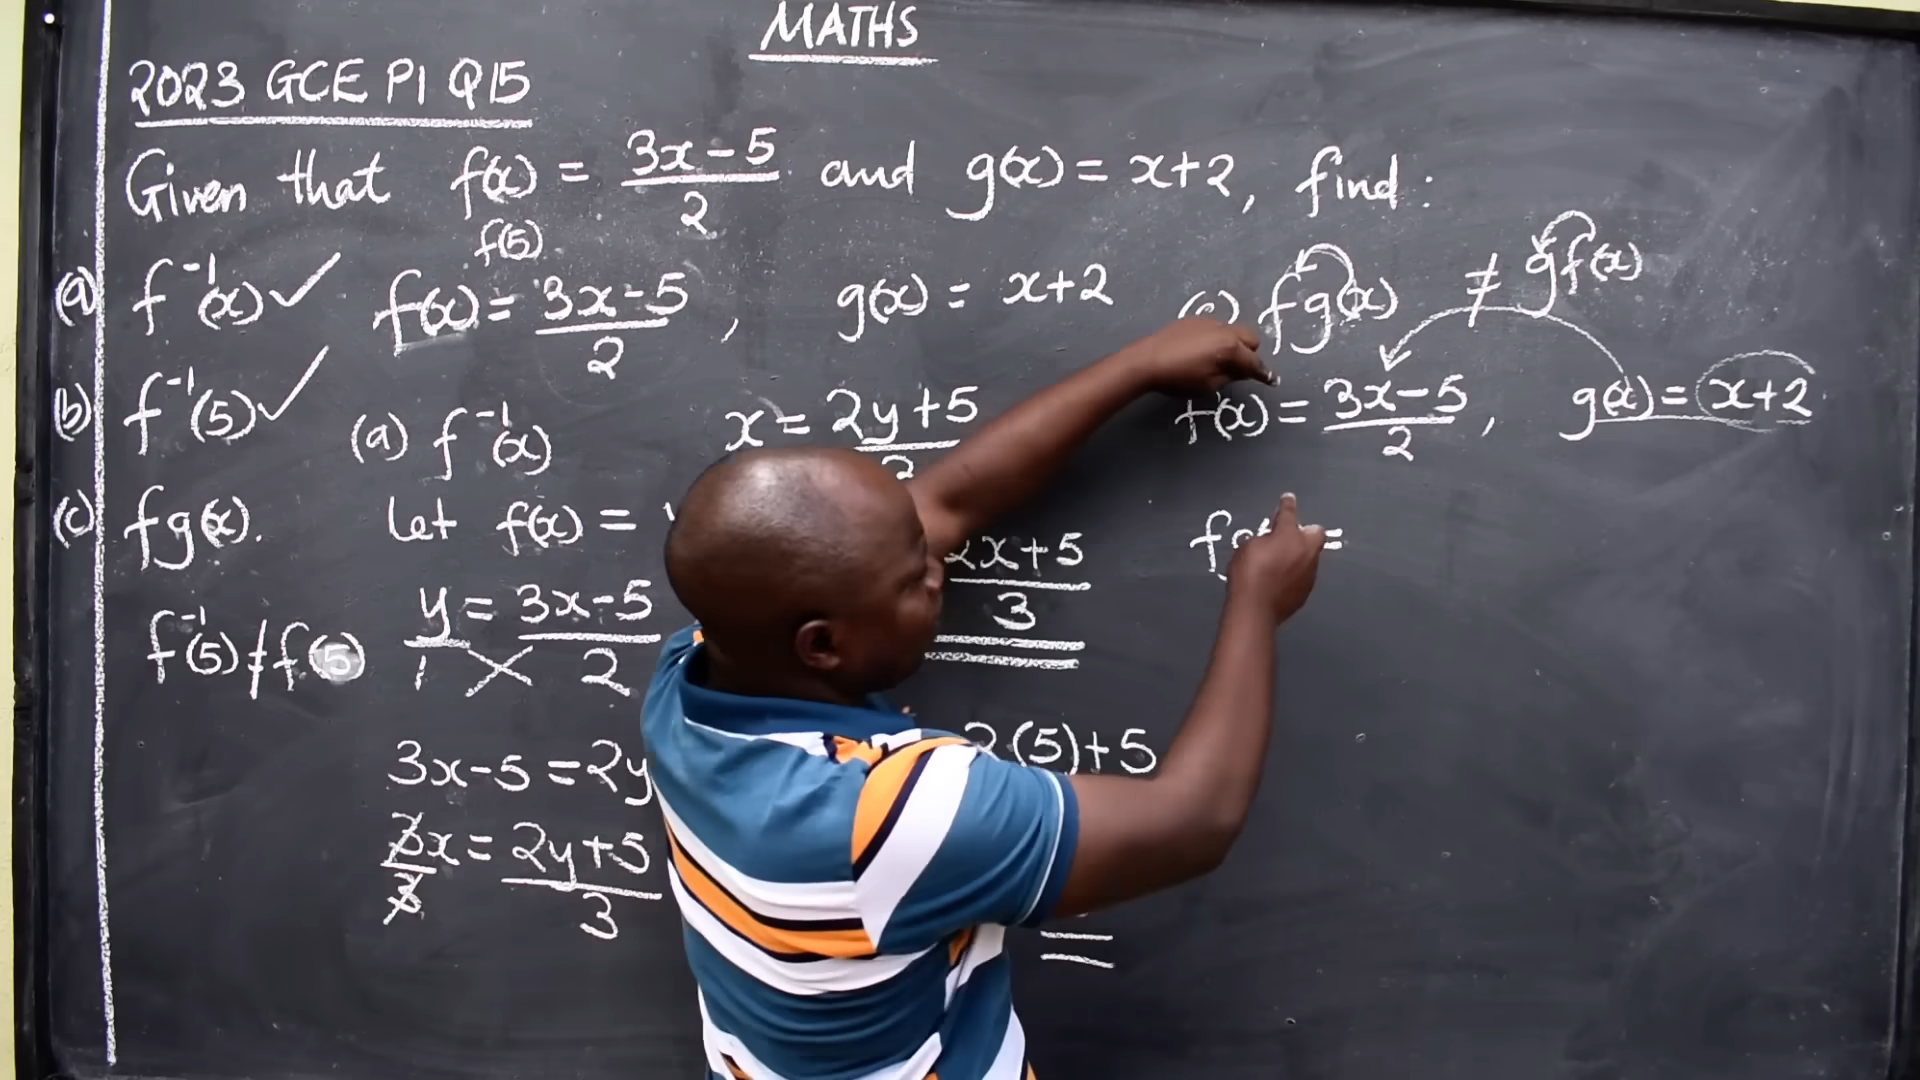 MATHS
2023 GCE P1 Q15
Given that f(x) = 3x-5/2 and g(x) = x+2, find :
f(5)
(a) f⁻¹(x) ✓
(b) f⁻¹(5) ✓
(c) fg(x).
f⁻¹(5) ≠ f(5)
f(x) = 3x-5/2 , g(x) = x+2
(a) f⁻¹(x)
let f(x) =
y/1 = 3x-5/2
3x-5 = 2y
3x/3 = 2y+5/3
x = 2y+5
2x+5/3
2(5)+5
fg(x) ≠ gf(x)
f(x) = 3x-5/2 , g(x) = x+2
=